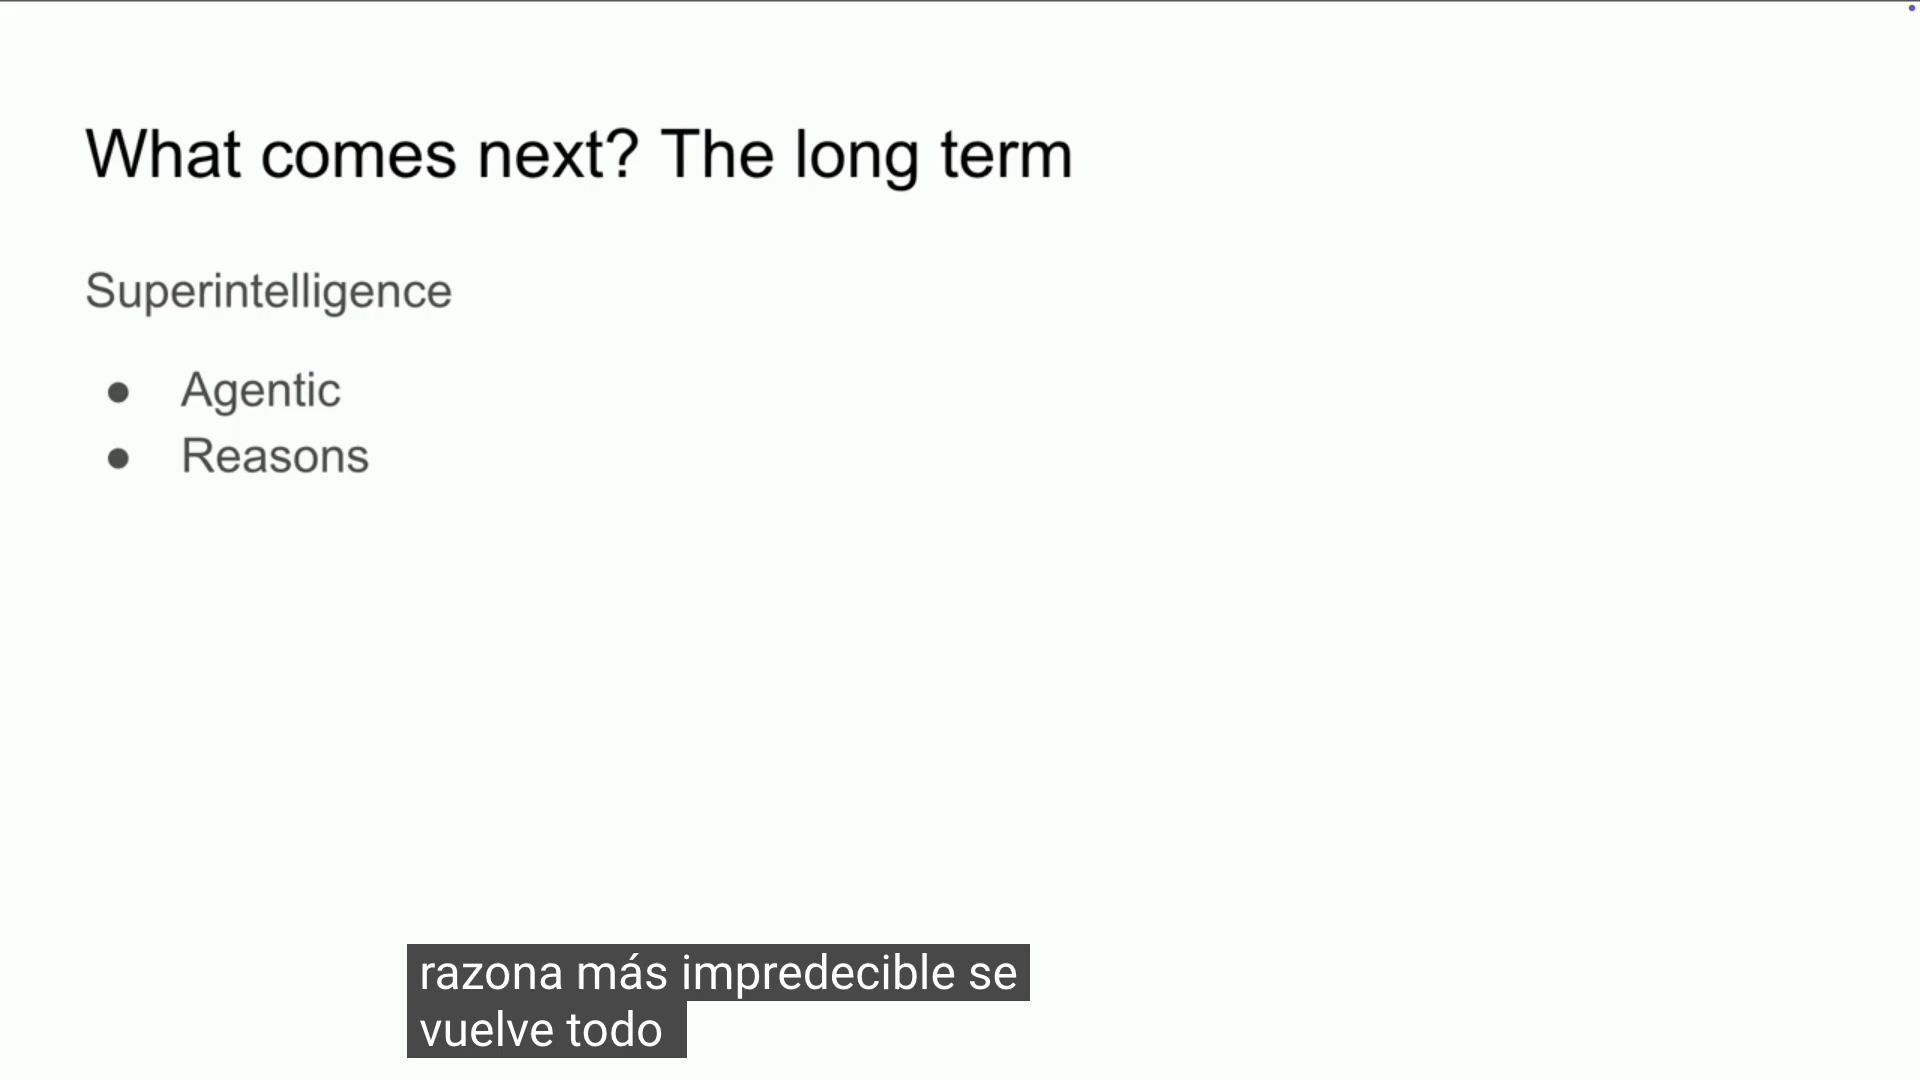 What comes next? The long term
Superintelligence
● Agentic
● Reasons
razona más impredecible se
vuelve todo